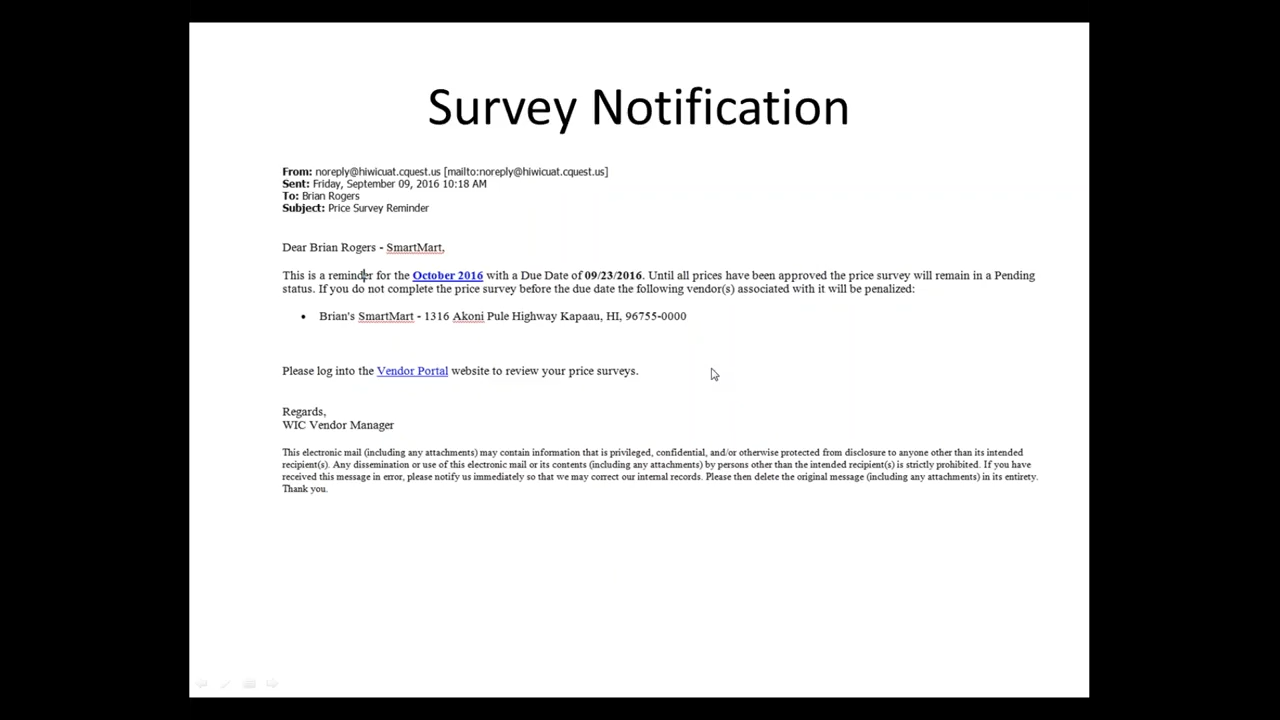 Survey Notification
From: noreply@hiwicuat.cquest.us [mailto:noreply@hiwicuat.cquest.us]
Sent: Friday, September 09, 2016 10:18 AM
To: Brian Rogers
Subject: Price Survey Reminder
Dear Brian Rogers - SmartMart,
This is a reminder for the October 2016 with a Due Date of 09/23/2016. Until all prices have been approved the price survey will remain in a Pending
status. If you do not complete the price survey before the due date the following vendor(s) associated with it will be penalized:
• Brian's SmartMart - 1316 Akoni Pule Highway Kapaau, HI, 96755-0000
Please log into the Vendor Portal website to review your price surveys.
Regards,
WIC Vendor Manager
This electronic mail (including any attachments) may contain information that is privileged, confidential, and/or otherwise protected from disclosure to anyone other than its intended
recipient(s). Any dissemination or use of this electronic mail or its contents (including any attachments) by persons other than the intended recipient(s) is strictly prohibited. If you have
received this message in error, please notify us immediately so that we may correct our internal records. Please then delete the original message (including any attachments) in its entirety.
Thank you.